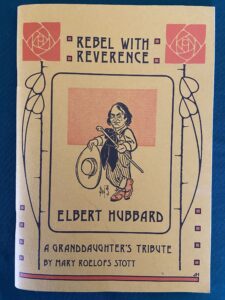 REBEL WITH
REVERENCE
ELBERT HUBBARD
A GRANDDAUGHTER'S TRIBUTE
BY MARY ROELOFS STOTT